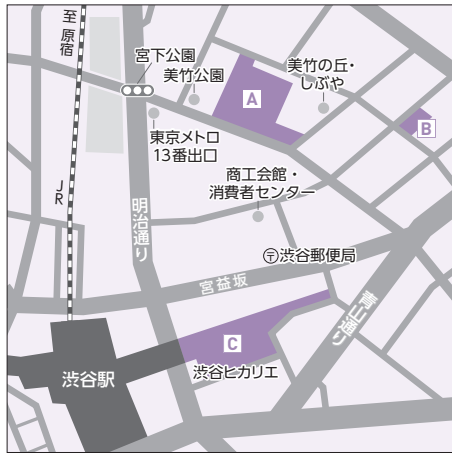 至 原宿
宮下公園
美竹公園
美竹の丘・
しぶや
A
B
東京メトロ
13番出口
商工会館・
消費者センター
JR
明治通り
〒渋谷郵便局
宮益坂
青山通り
C
渋谷駅
渋谷ヒカリエ